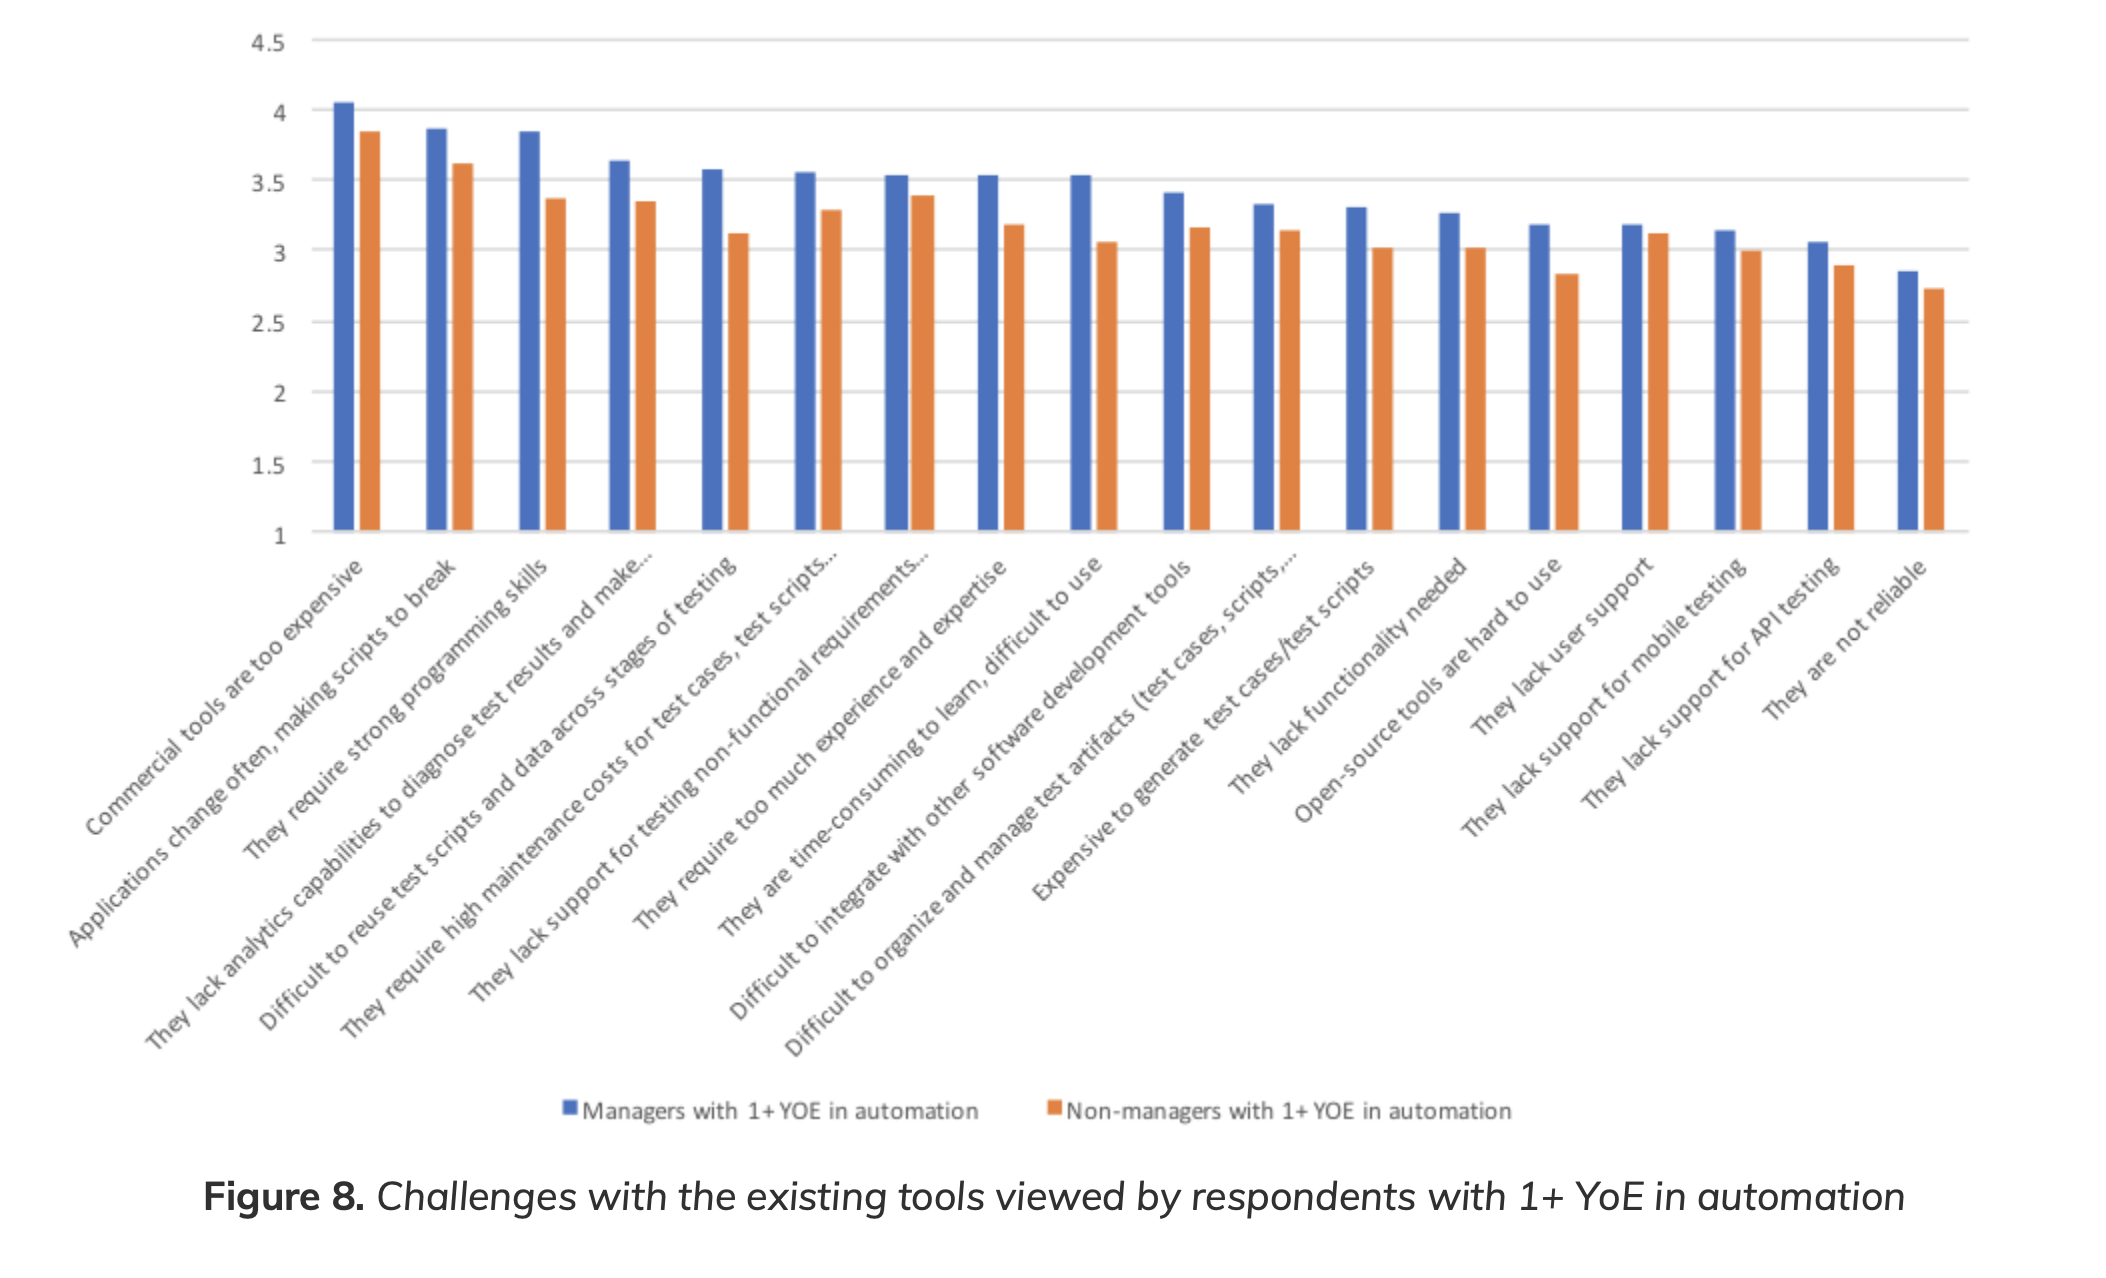 4.5
4
3.5
3
2.5
2
1.5
1
Commercial tools are too expensive
Applications change often, making scripts to break
They require strong programming skills
They lack analytics capabilities to diagnose test results and make...
Difficult to reuse test scripts and data across stages of testing
They require high maintenance costs for test cases, test scripts...
They lack support for testing non-functional requirements...
They require too much experience and expertise
They are time-consuming to learn, difficult to use
Difficult to integrate with other software development tools
Difficult to organize and manage test artifacts (test cases, scripts,...
Expensive to generate test cases/test scripts
They lack functionality needed
Open-source tools are hard to use
They lack user support
They lack support for mobile testing
They lack support for API testing
They are not reliable
Managers with 1+ YOE in automation
Non-managers with 1+ YOE in automation
Figure 8. Challenges with the existing tools viewed by respondents with 1+ YoE in automation